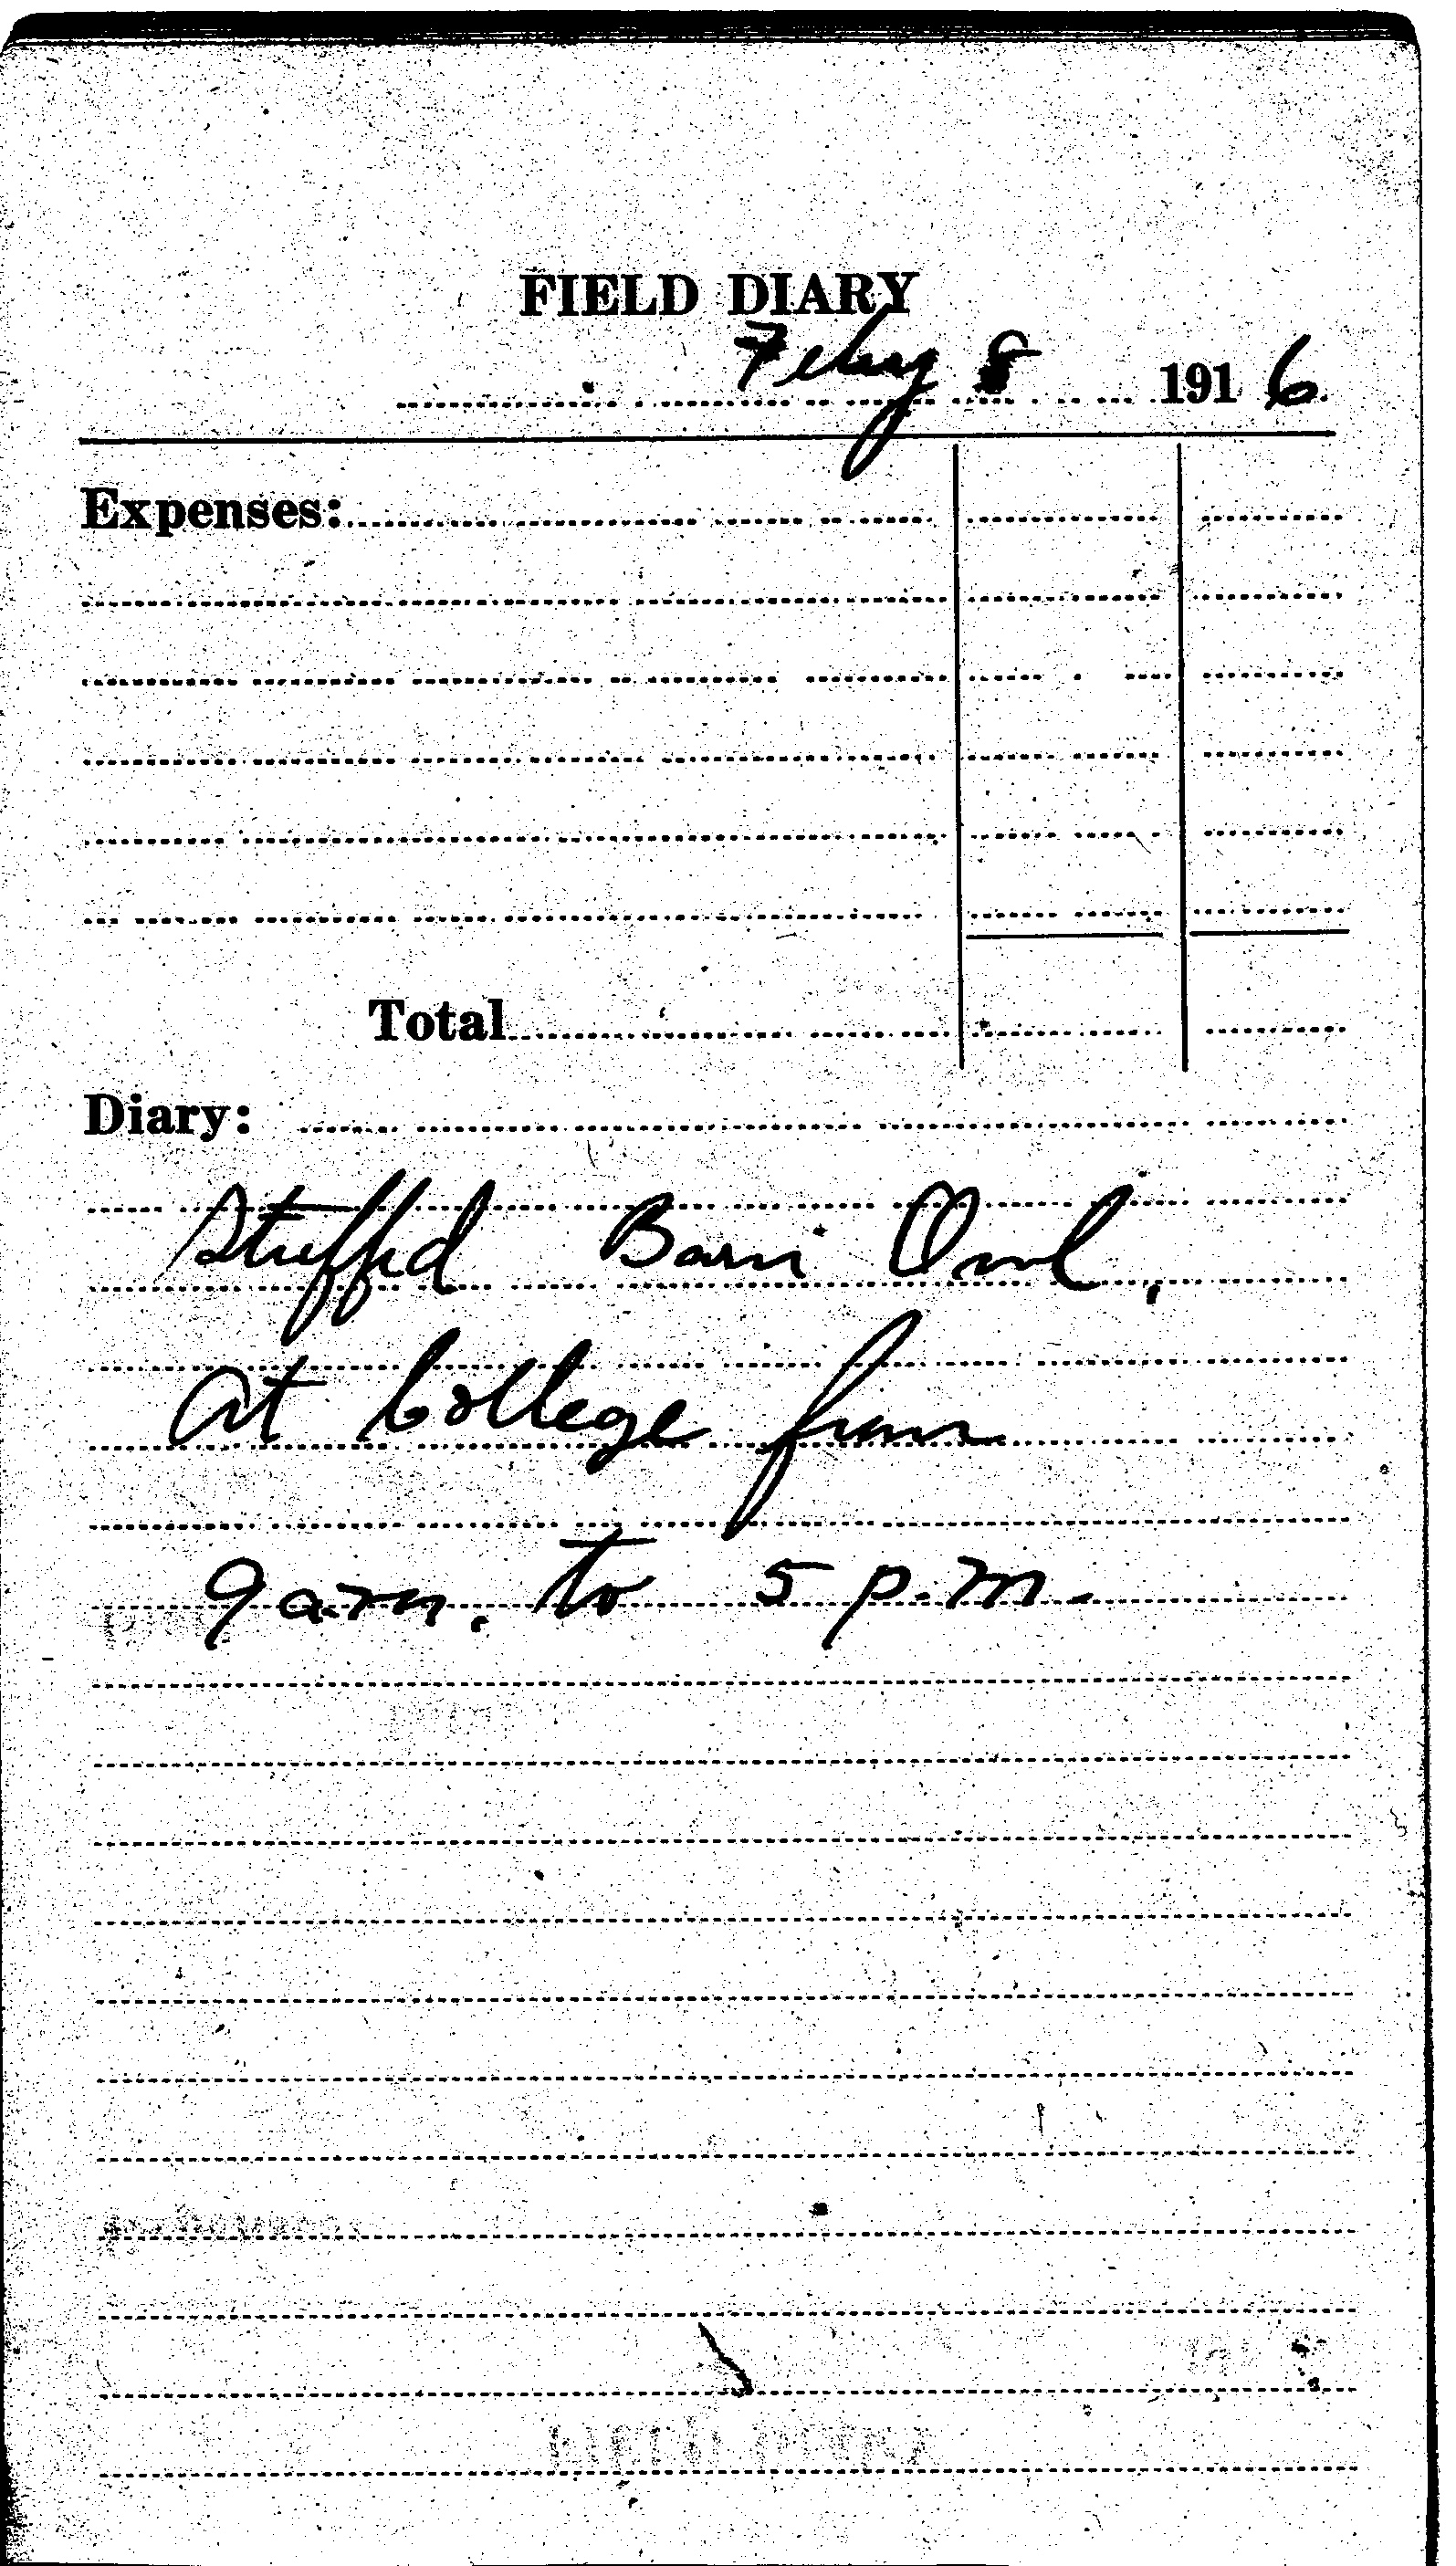 FIELD DIARY
Feby 8 1916.
Expenses:
Total
Diary:
Stuffed Barn Owl.
At College from
9 a.m. to 5 p.m.